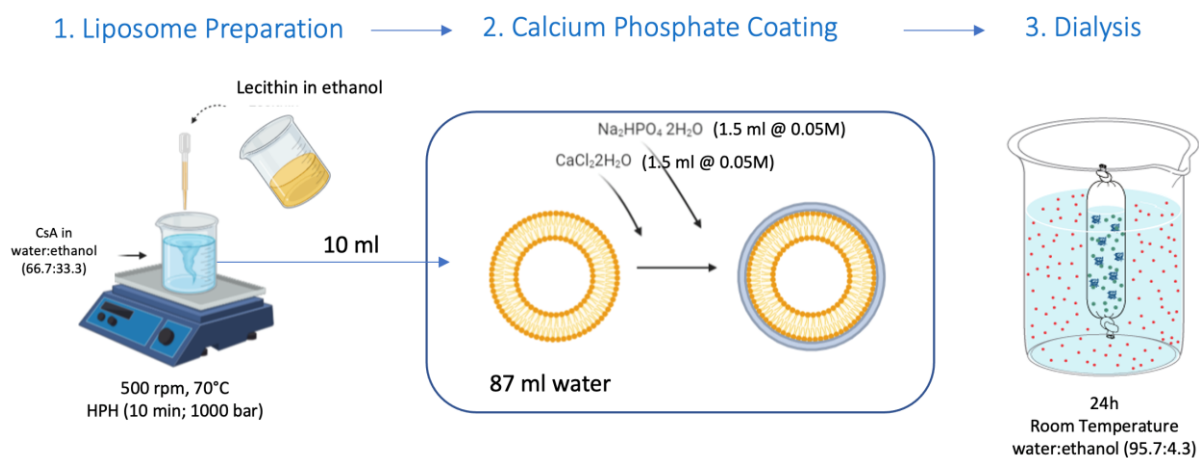 1. Liposome Preparation
2. Calcium Phosphate Coating
3. Dialysis
Lecithin in ethanol
CsA in
water:ethanol
(66.7:33.3)
10 ml
500 rpm, 70°C
HPH (10 min; 1000 bar)
Na₂HPO₄ 2H₂O (1.5 ml @ 0.05M)
CaCl₂2H₂O (1.5 ml @ 0.05M)
87 ml water
24h
Room Temperature
water:ethanol (95.7:4.3)